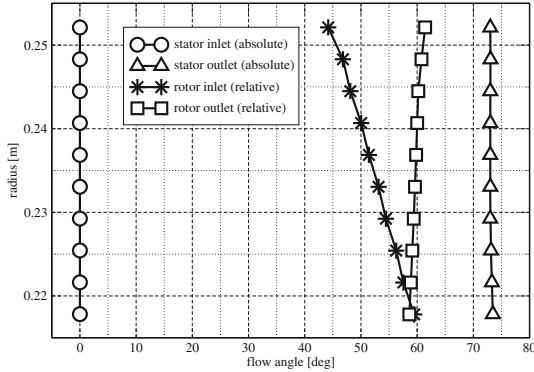 0.25
0.24
0.23
0.22
radius [m]
stator inlet (absolute)
stator outlet (absolute)
rotor inlet (relative)
rotor outlet (relative)
0 10 20 30 40 50 60 70 80
flow angle [deg]